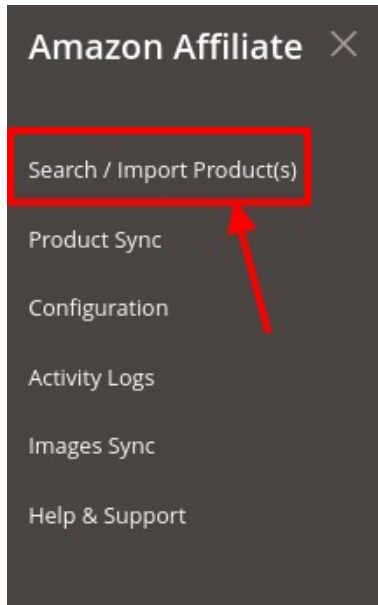 Amazon Affiliate
Search / Import Product(s)
Product Sync
Configuration
Activity Logs
Images Sync
Help & Support